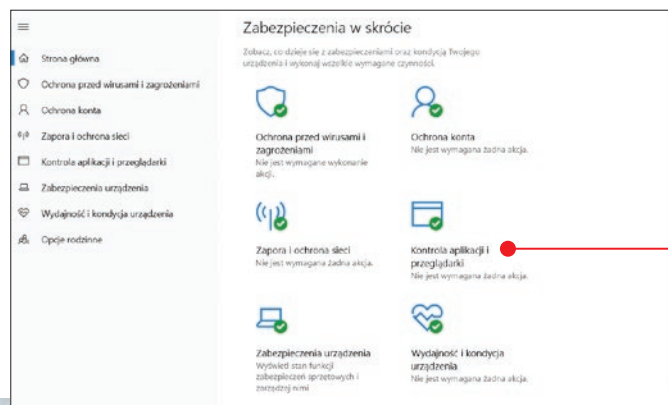 Strona główna
Ochrona przed wirusami i zagrożeniami
Ochrona konta
Zapora i ochrona sieci
Kontrola aplikacji i przeglądarki
Zabezpieczenia urządzenia
Wydajność i kondycja urządzenia
Opcje rodzinne
Zabezpieczenia w skrócie
Zobacz, co dzieje się z zabezpieczeniami oraz kondycją Twojego
urządzenia i wykonaj wszelkie wymagane czynności.
Ochrona przed wirusami i
zagrożeniami
Nie jest wymagane wykonanie
akcji.
Ochrona konta
Nie jest wymagana żadna akcja.
Zapora i ochrona sieci
Nie jest wymagana żadna akcja.
Kontrola aplikacji i
przeglądarki
Nie jest wymagana żadna akcja.
Zabezpieczenia urządzenia
Wyświetl stan funkcji
zabezpieczeń sprzętowych i
zarządzaj nimi
Wydajność i kondycja
urządzenia
Nie jest wymagana żadna akcja.